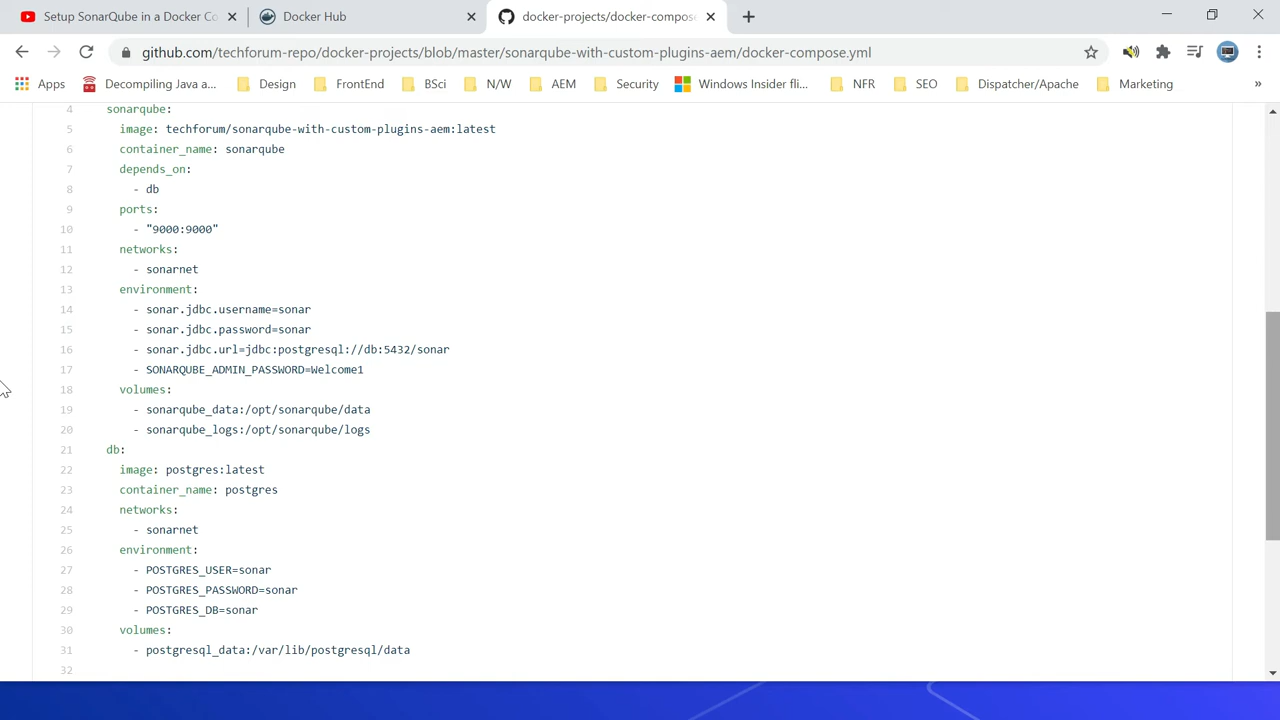 Setup SonarQube in a Docker Co
Docker Hub
docker-projects/docker-compose
github.com/techforum-repo/docker-projects/blob/master/sonarqube-with-custom-plugins-aem/docker-compose.yml
Apps
Decompiling Java a...
Design
FrontEnd
BSci
N/W
AEM
Security
Windows Insider fli...
NFR
SEO
Dispatcher/Apache
Marketing
»
4 sonarqube:
5 image: techforum/sonarqube-with-custom-plugins-aem:latest
6 container_name: sonarqube
7 depends_on:
8 - db
9 ports:
10 - "9000:9000"
11 networks:
12 - sonarnet
13 environment:
14 - sonar.jdbc.username=sonar
15 - sonar.jdbc.password=sonar
16 - sonar.jdbc.url=jdbc:postgresql://db:5432/sonar
17 - SONARQUBE_ADMIN_PASSWORD=Welcome1
18 volumes:
19 - sonarqube_data:/opt/sonarqube/data
20 - sonarqube_logs:/opt/sonarqube/logs
21 db:
22 image: postgres:latest
23 container_name: postgres
24 networks:
25 - sonarnet
26 environment:
27 - POSTGRES_USER=sonar
28 - POSTGRES_PASSWORD=sonar
29 - POSTGRES_DB=sonar
30 volumes:
31 - postgresql_data:/var/lib/postgresql/data
32